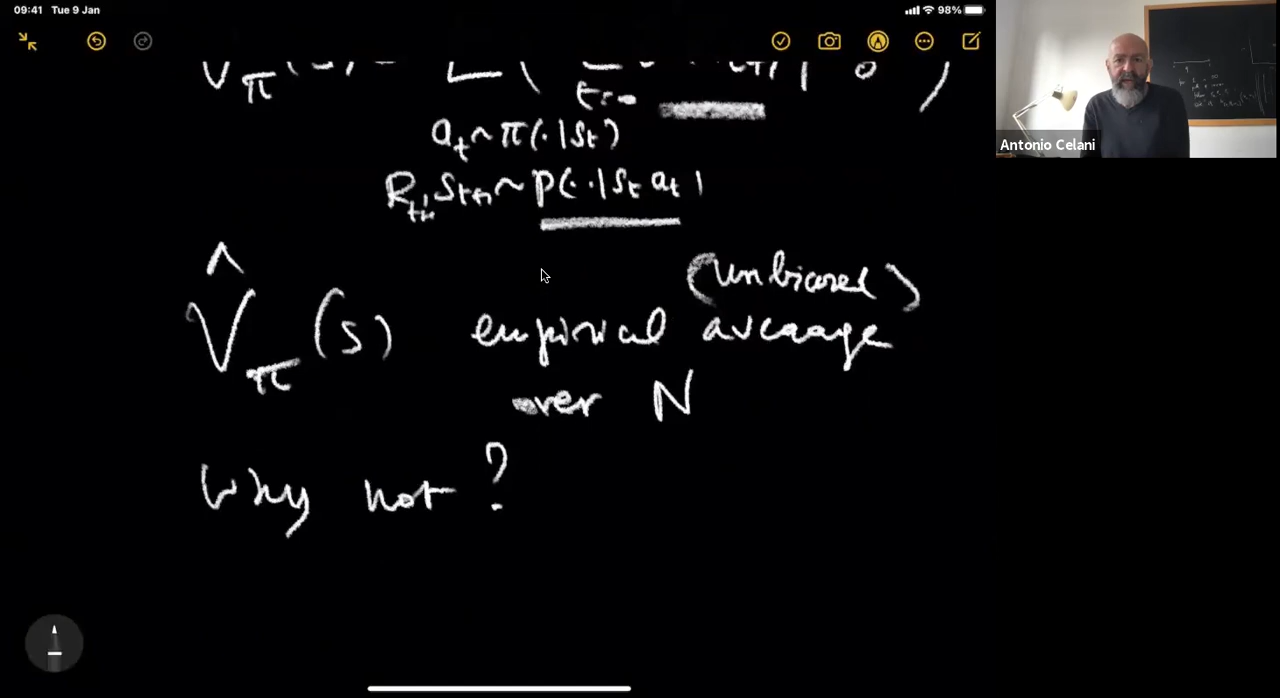 09:41 Tue 9 Jan
98%
Antonio Celani
a_t ~ π(·|s_t)
R_{t+1} s_{t+1} ~ p(··|s_t a_t)
(unbiased)
V̂_π(s) empirical average
over N
Why not?